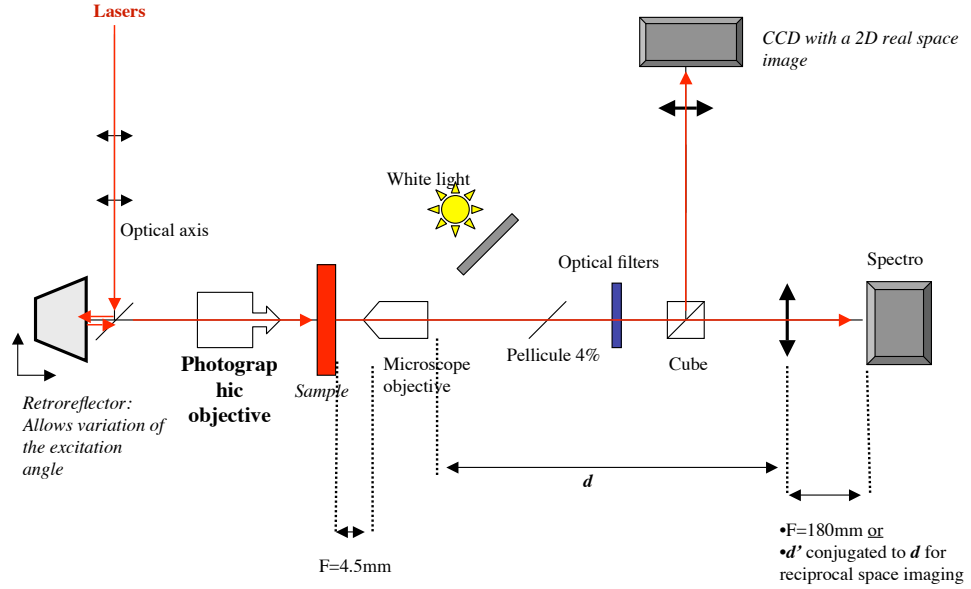 Lasers
CCD with a 2D real space
image
White light
Optical axis
Optical filters
Spectro
Pellicule 4%
Cube
Photograp
hic
objective
Sample
Microscope
objective
Retroreflector:
Allows variation of
the excitation
angle
d
F=4.5mm
•F=180mm or
•d’ conjugated to d for
reciprocal space imaging